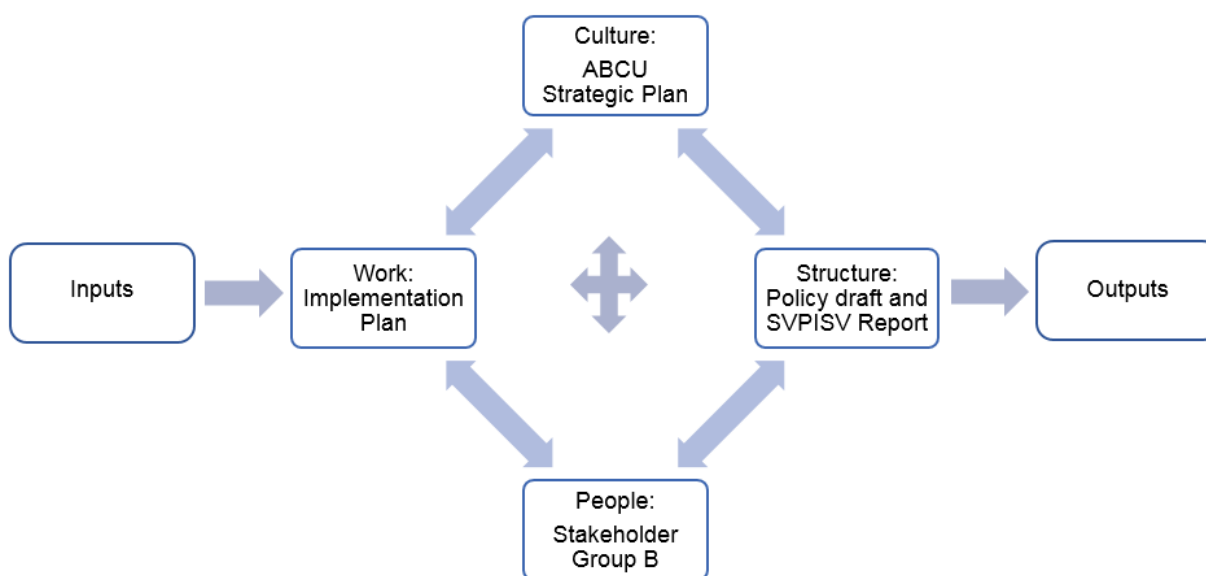 Culture:
ABCU
Strategic Plan
Inputs
Work:
Implementation
Plan
Structure:
Policy draft and
SVPISV Report
Outputs
People:
Stakeholder
Group B